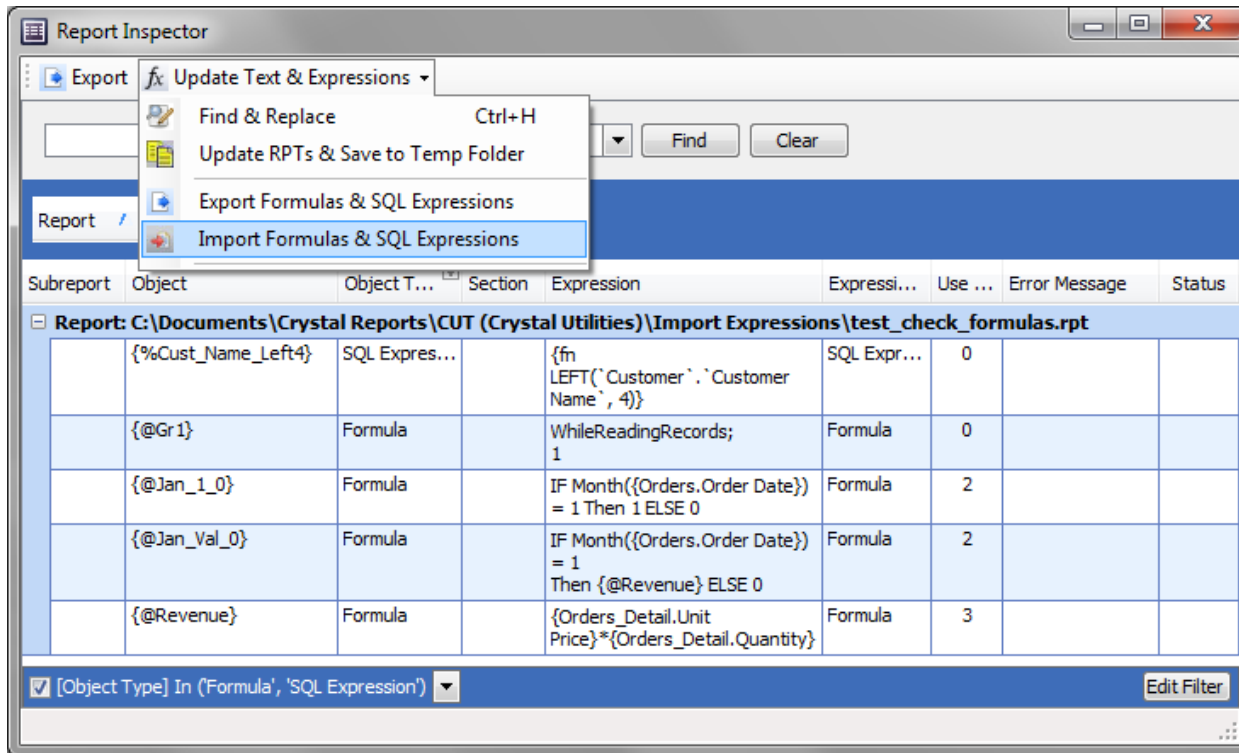 Report Inspector
Export fx Update Text & Expressions
Find & Replace Ctrl+H
Find Clear
Update RPTs & Save to Temp Folder
Export Formulas & SQL Expressions
Report /
Import Formulas & SQL Expressions
Subreport Object Object T... Section Expression Expressi... Use ... Error Message Status
Report: C:\Documents\Crystal Reports\CUT (Crystal Utilities)\Import Expressions\test_check_formulas.rpt
{%Cust_Name_Left4} SQL Expres... {fn SQL Expr... 0
LEFT(`Customer`.`Customer
Name`, 4)}
{@Gr1} Formula WhileReadingRecords; Formula 0
1
{@Jan_1_0} Formula IF Month({Orders.Order Date}) Formula 2
= 1 Then 1 ELSE 0
{@Jan_Val_0} Formula IF Month({Orders.Order Date}) Formula 2
= 1
Then {@Revenue} ELSE 0
{@Revenue} Formula {Orders_Detail.Unit Formula 3
Price}*{Orders_Detail.Quantity}
[Object Type] In ('Formula', 'SQL Expression') Edit Filter